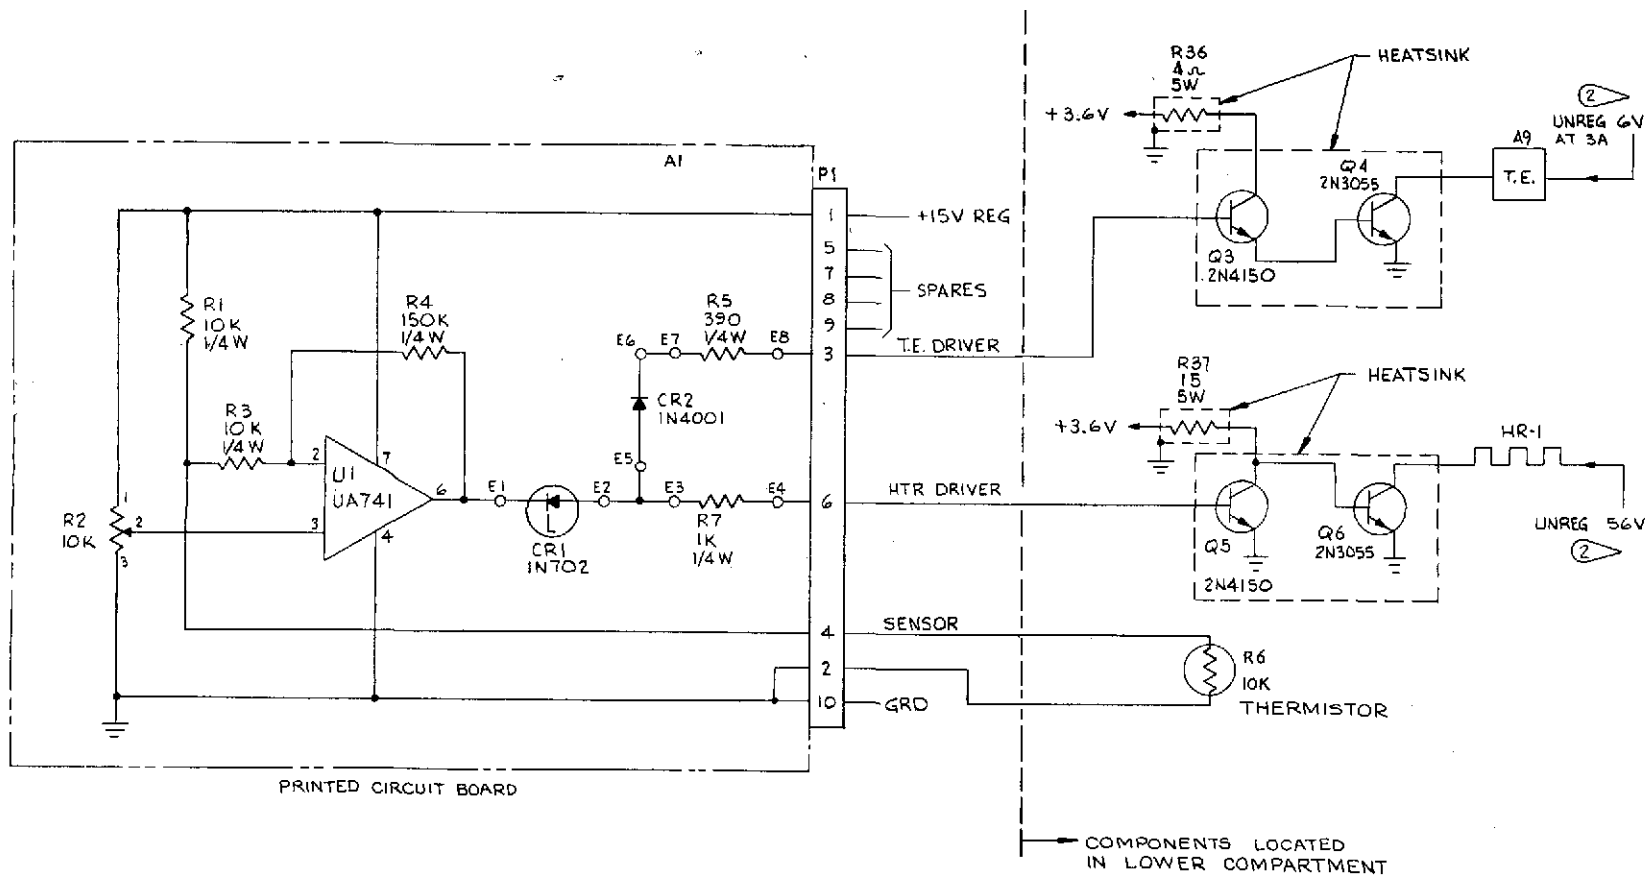 R36
4Ω
5W
HEATSINK
+3.6V
2
UNREG 6V
AT 3A
A9
T.E.
Q4
2N3055
Q3
2N4150
A1
P1
1
+15V REG
5
7
8
9
SPARES
3
T.E. DRIVER
R1
10K
1/4W
R4
150K
1/4W
R5
390
1/4W
E6
E7
E8
CR2
1N4001
R3
10K
1/4W
2
7
U1
UA741
6
3
4
E5
E1
E2
E3
E4
CR1
1N702
R7
1K
1/4W
6
HTR DRIVER
R2
10K
1
2
3
R37
15
5W
HEATSINK
+3.6V
HR-1
UNREG 56V
2
Q5
2N4150
Q6
2N3055
4
SENSOR
2
10
GRD
R6
10K
THERMISTOR
PRINTED CIRCUIT BOARD
COMPONENTS LOCATED
IN LOWER COMPARTMENT